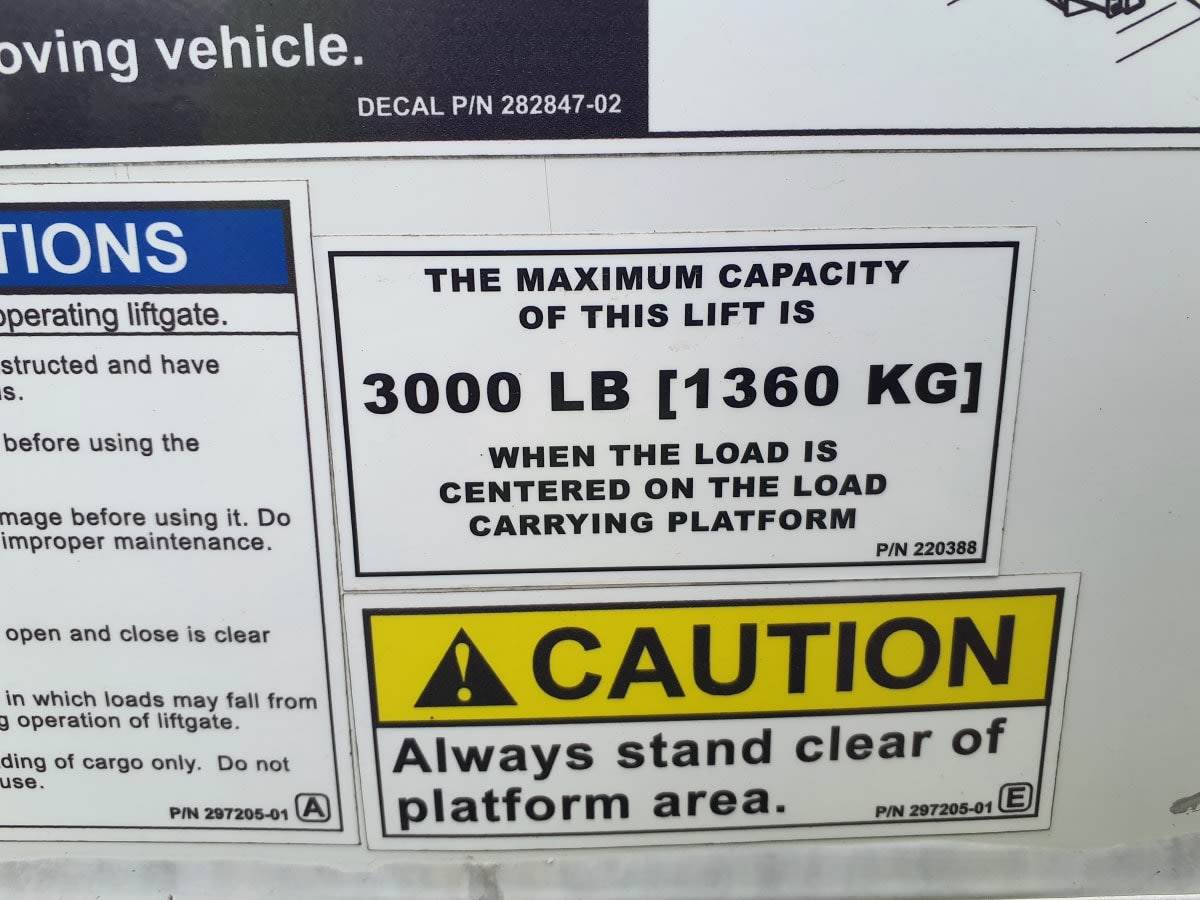 oving vehicle.
DECAL P/N 282847-02
TIONS
operating liftgate.
structed and have
s.
before using the
mage before using it. Do
improper maintenance.
open and close is clear
in which loads may fall from
g operation of liftgate.
ding of cargo only. Do not
use.
P/N 297205-01 A
THE MAXIMUM CAPACITY
OF THIS LIFT IS
3000 LB [1360 KG]
WHEN THE LOAD IS
CENTERED ON THE LOAD
CARRYING PLATFORM
P/N 220388
CAUTION
Always stand clear of
platform area.
P/N 297205-01 E